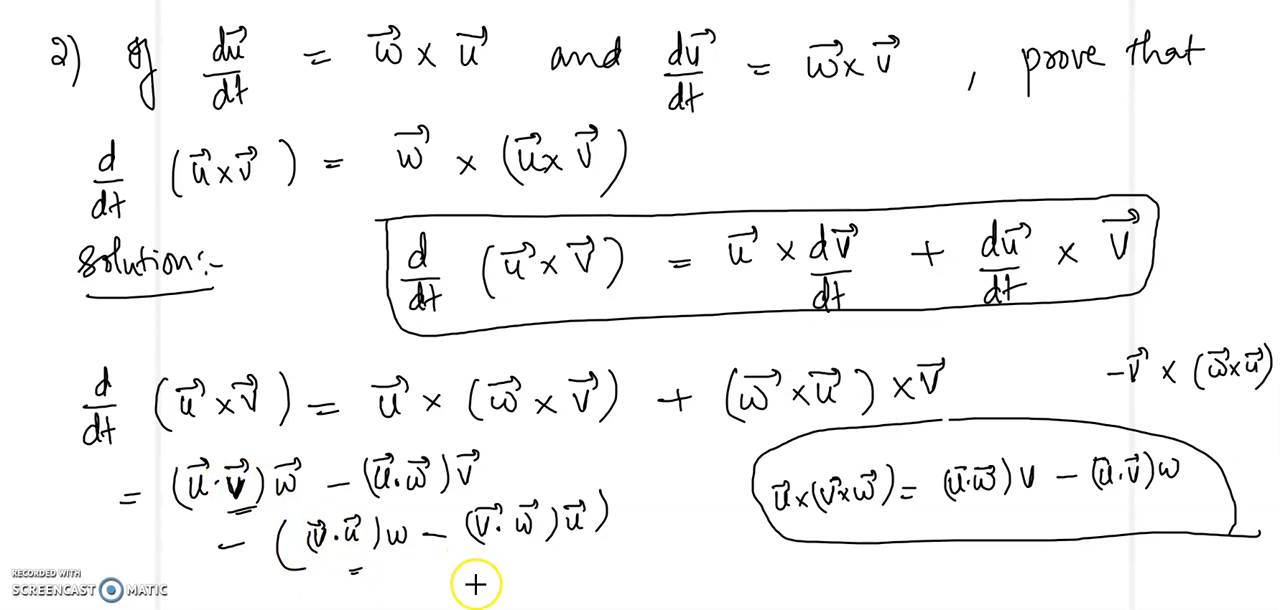 2) If du⃗/dt = w⃗ × u⃗ and dv⃗/dt = w⃗ × v⃗ , prove that
d/dt (u⃗ × v⃗) = w⃗ × (u⃗ × v⃗)
Solution:-
d/dt (u⃗ × v⃗) = u⃗ × dv⃗/dt + du⃗/dt × v⃗
d/dt (u⃗ × v⃗) = u⃗ × (w⃗ × v⃗) + (w⃗ × u⃗) × v⃗
-v⃗ × (w⃗ × u⃗)
= (u⃗·v⃗) w⃗ - (u⃗·w⃗) v⃗
- ((v⃗·u⃗) w - (v⃗·w⃗) u⃗)
u⃗ × (v⃗ × w⃗) = (u⃗·w⃗) v - (u⃗·v⃗) w
RECORDED WITH
SCREENCAST MATIC